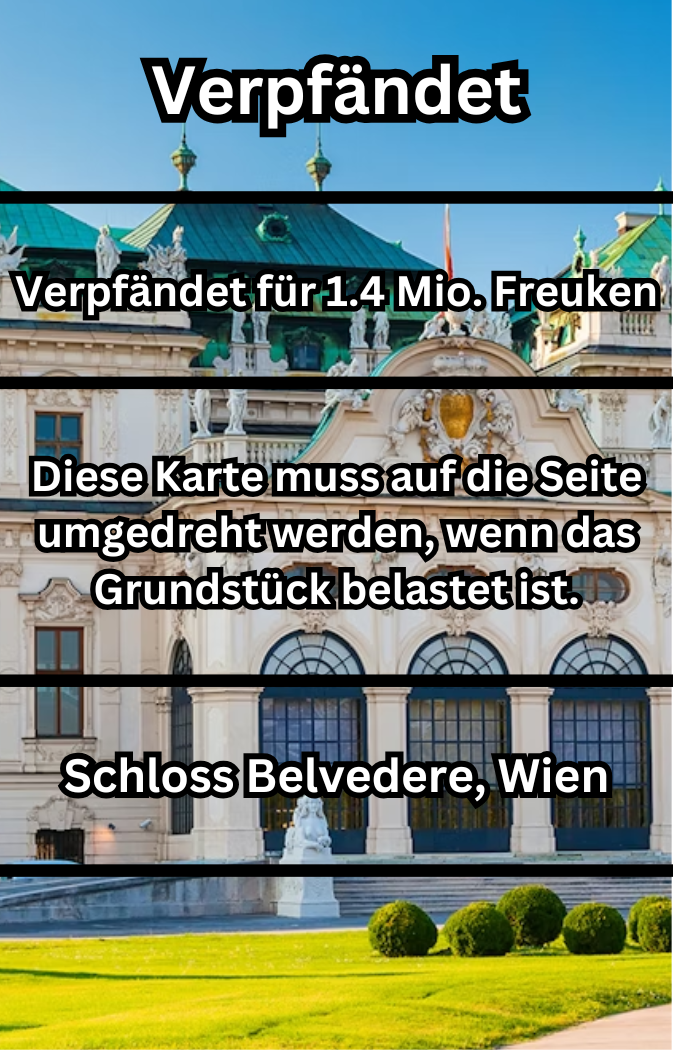 Verpfändet
Verpfändet für 1.4 Mio. Freuken
Diese Karte muss auf die Seite
umgedreht werden, wenn das
Grundstück belastet ist.
Schloss Belvedere, Wien